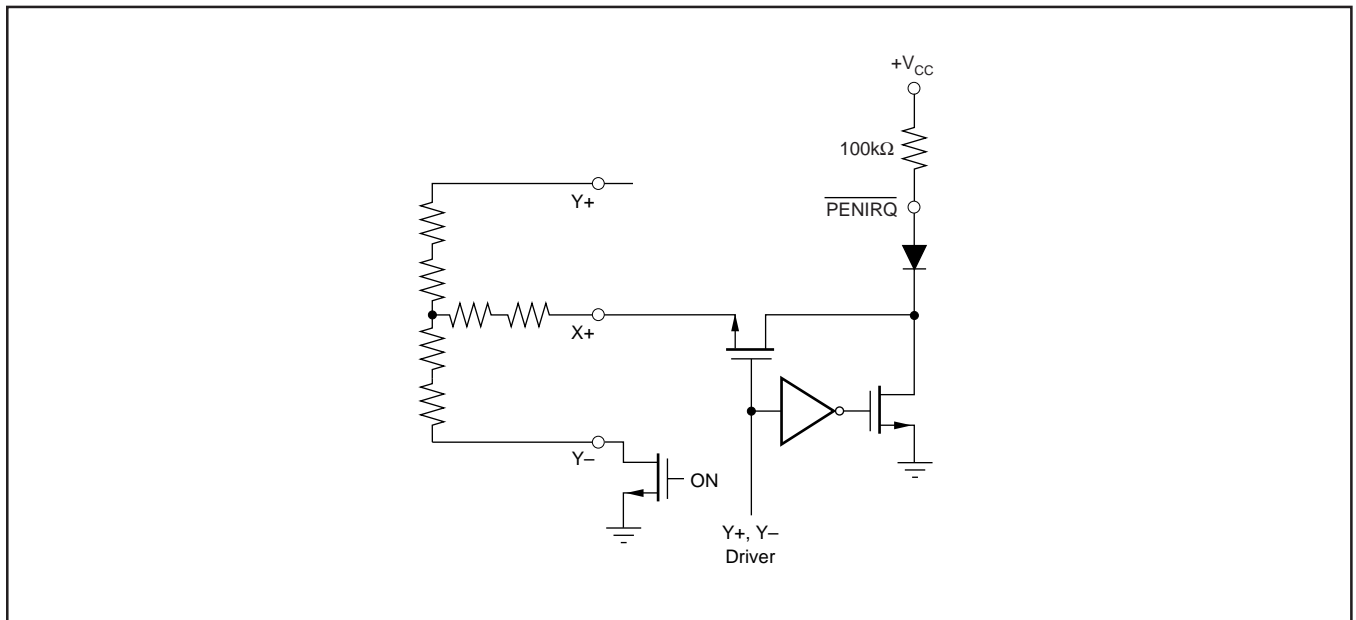 +V_CC
100kΩ
Y+
PENIRQ
X+
Y–
ON
Y+, Y–
Driver